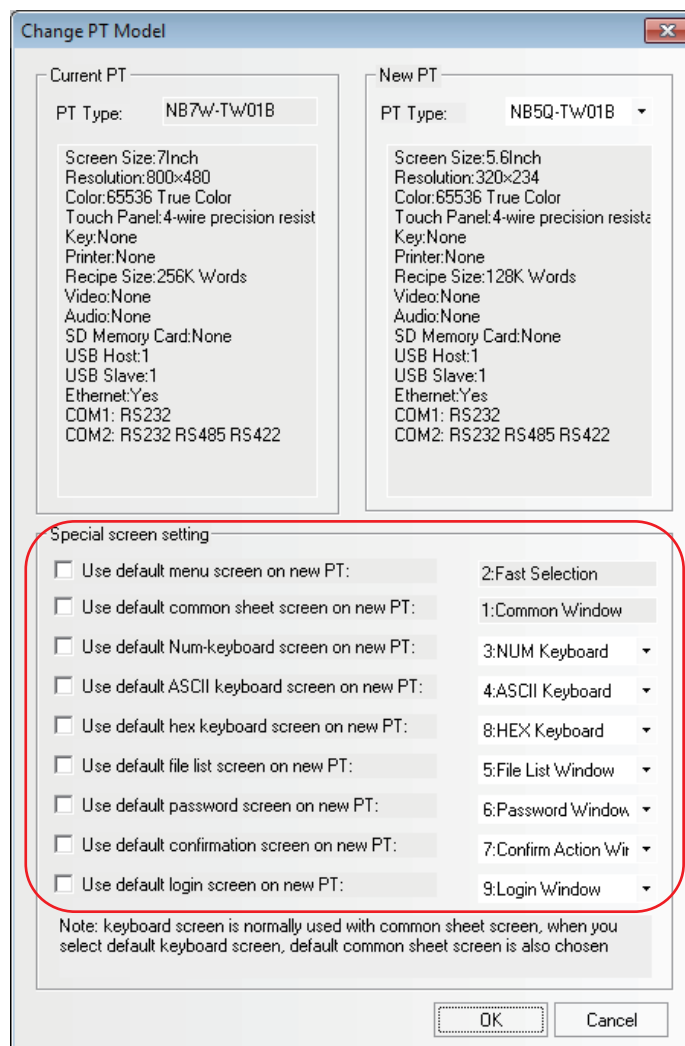 Change PT Model
Current PT
PT Type: NB7W-TW01B
Screen Size:7Inch
Resolution:800×480
Color:65536 True Color
Touch Panel:4-wire precision resist
Key:None
Printer:None
Recipe Size:256K Words
Video:None
Audio:None
SD Memory Card:None
USB Host:1
USB Slave:1
Ethernet:Yes
COM1: RS232
COM2: RS232 RS485 RS422
New PT
PT Type: NB5Q-TW01B
Screen Size:5.6Inch
Resolution:320×234
Color:65536 True Color
Touch Panel:4-wire precision resista
Key:None
Printer:None
Recipe Size:128K Words
Video:None
Audio:None
SD Memory Card:None
USB Host:1
USB Slave:1
Ethernet:Yes
COM1: RS232
COM2: RS232 RS485 RS422
Special screen setting
Use default menu screen on new PT: 2:Fast Selection
Use default common sheet screen on new PT: 1:Common Window
Use default Num-keyboard screen on new PT: 3:NUM Keyboard
Use default ASCII keyboard screen on new PT: 4:ASCII Keyboard
Use default hex keyboard screen on new PT: 8:HEX Keyboard
Use default file list screen on new PT: 5:File List Window
Use default password screen on new PT: 6:Password Window
Use default confirmation screen on new PT: 7:Confirm Action Wir
Use default login screen on new PT: 9:Login Window
Note: keyboard screen is normally used with common sheet screen, when you
select default keyboard screen, default common sheet screen is also chosen
OK Cancel